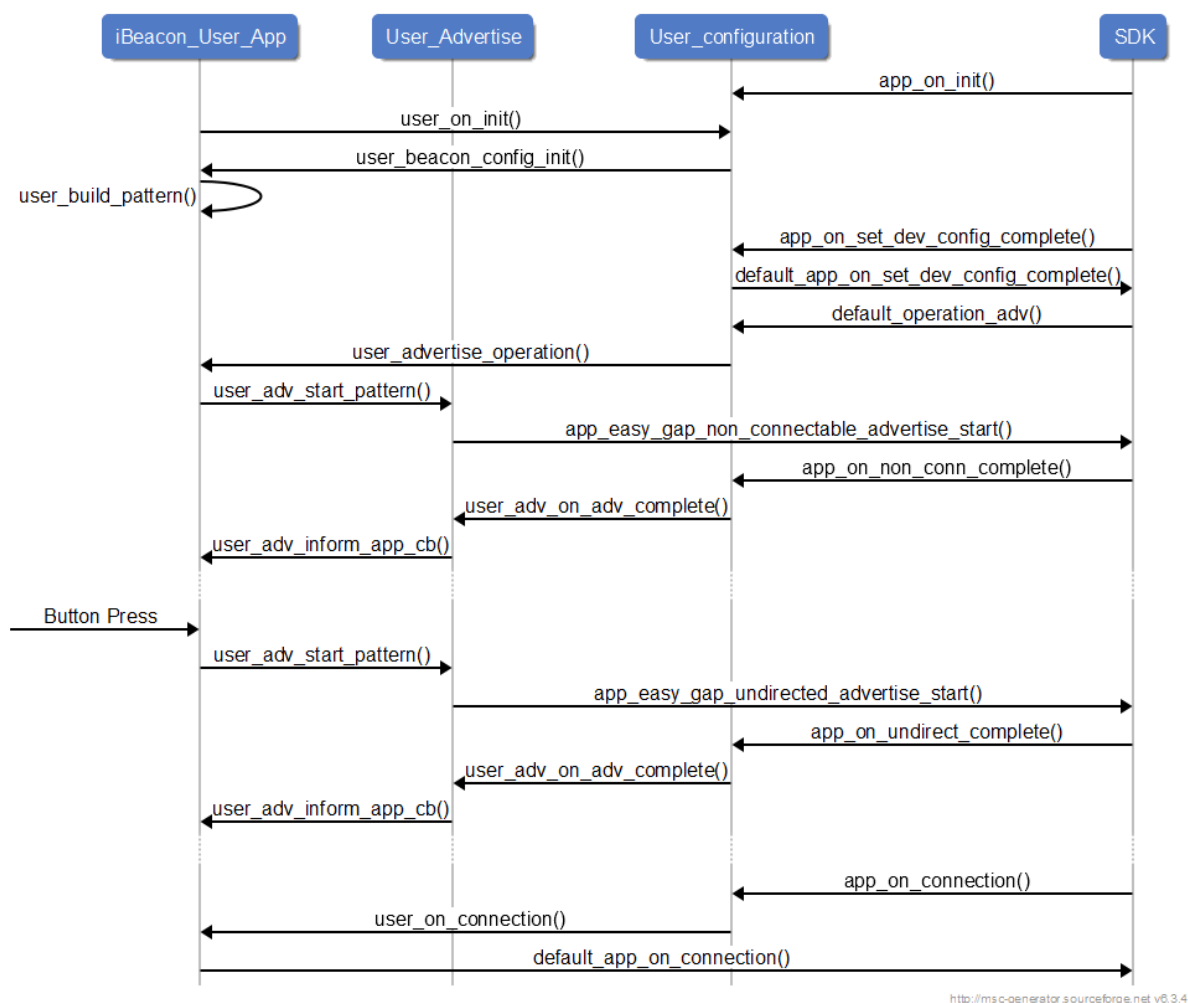 iBeacon_User_App
User_Advertise
User_configuration
SDK
app_on_init()
user_on_init()
user_beacon_config_init()
user_build_pattern()
app_on_set_dev_config_complete()
default_app_on_set_dev_config_complete()
default_operation_adv()
user_advertise_operation()
user_adv_start_pattern()
app_easy_gap_non_connectable_advertise_start()
app_on_non_conn_complete()
user_adv_on_adv_complete()
user_adv_inform_app_cb()
Button Press
user_adv_start_pattern()
app_easy_gap_undirected_advertise_start()
app_on_undirect_complete()
user_adv_on_adv_complete()
user_adv_inform_app_cb()
app_on_connection()
user_on_connection()
default_app_on_connection()
http://msc-generator.sourceforge.net v6.3.4